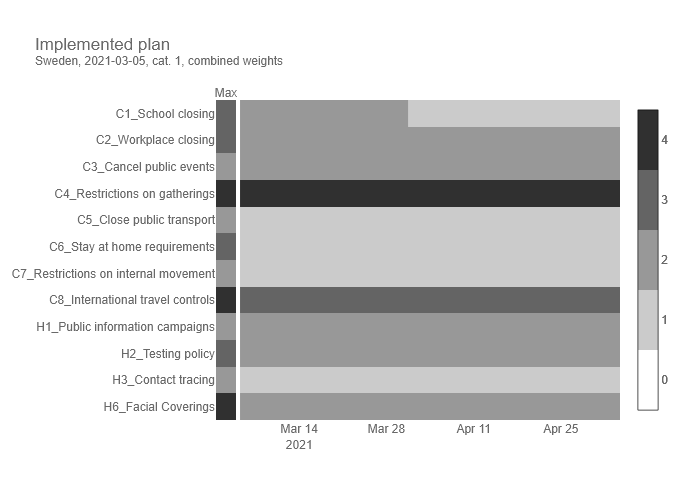 Implemented plan
Sweden, 2021-03-05, cat. 1, combined weights
Max
C1_School closing
C2_Workplace closing
C3_Cancel public events
C4_Restrictions on gatherings
C5_Close public transport
C6_Stay at home requirements
C7_Restrictions on internal movement
C8_International travel controls
H1_Public information campaigns
H2_Testing policy
H3_Contact tracing
H6_Facial Coverings
Mar 14 Mar 28 Apr 11 Apr 25
2021
4
3
2
1
0